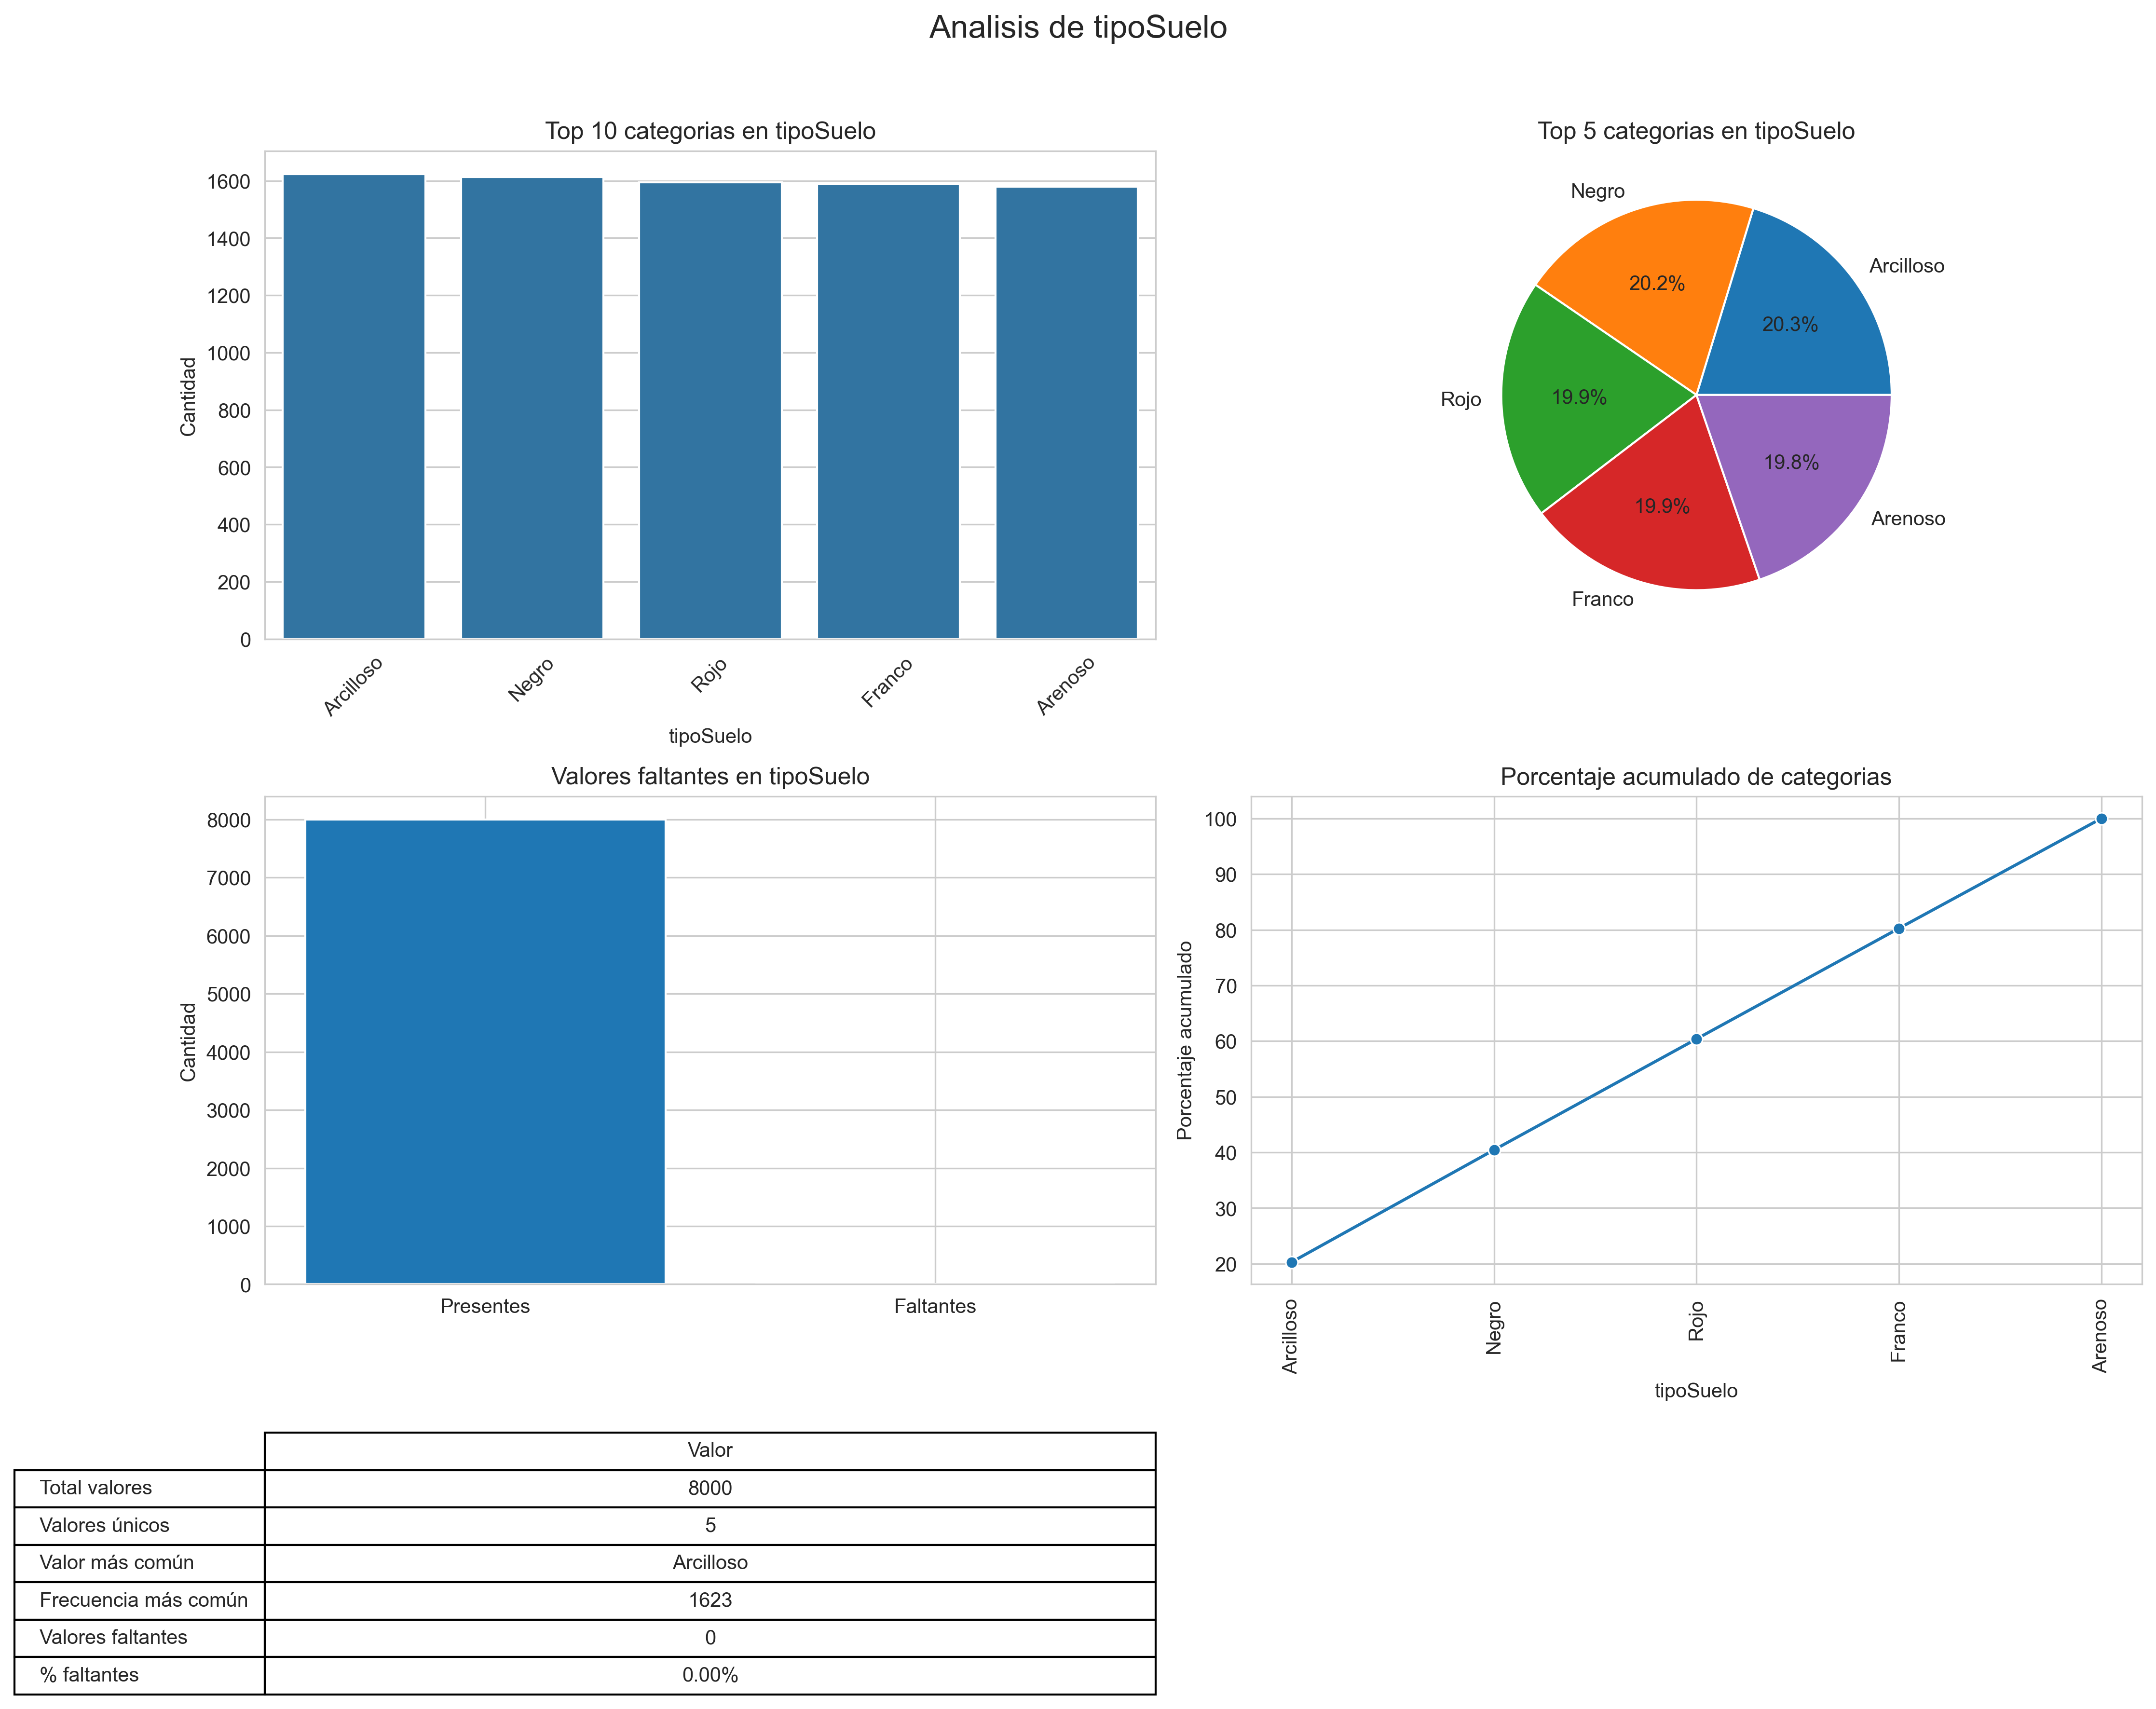 Analisis de tipoSuelo
Top 10 categorias en tipoSuelo
Cantidad
1600
1400
1200
1000
800
600
400
200
0
Arcilloso
Negro
Rojo
Franco
Arenoso
tipoSuelo
Top 5 categorias en tipoSuelo
Negro
Arcilloso
20.2%
20.3%
Rojo
19.9%
19.8%
19.9%
Arenoso
Franco
Valores faltantes en tipoSuelo
Cantidad
8000
7000
6000
5000
4000
3000
2000
1000
0
Presentes
Faltantes
Porcentaje acumulado de categorias
Porcentaje acumulado
100
90
80
70
60
50
40
30
20
Arcilloso
Negro
Rojo
Franco
Arenoso
tipoSuelo
Valor
Total valores 8000
Valores únicos 5
Valor más común Arcilloso
Frecuencia más común 1623
Valores faltantes 0
% faltantes 0.00%